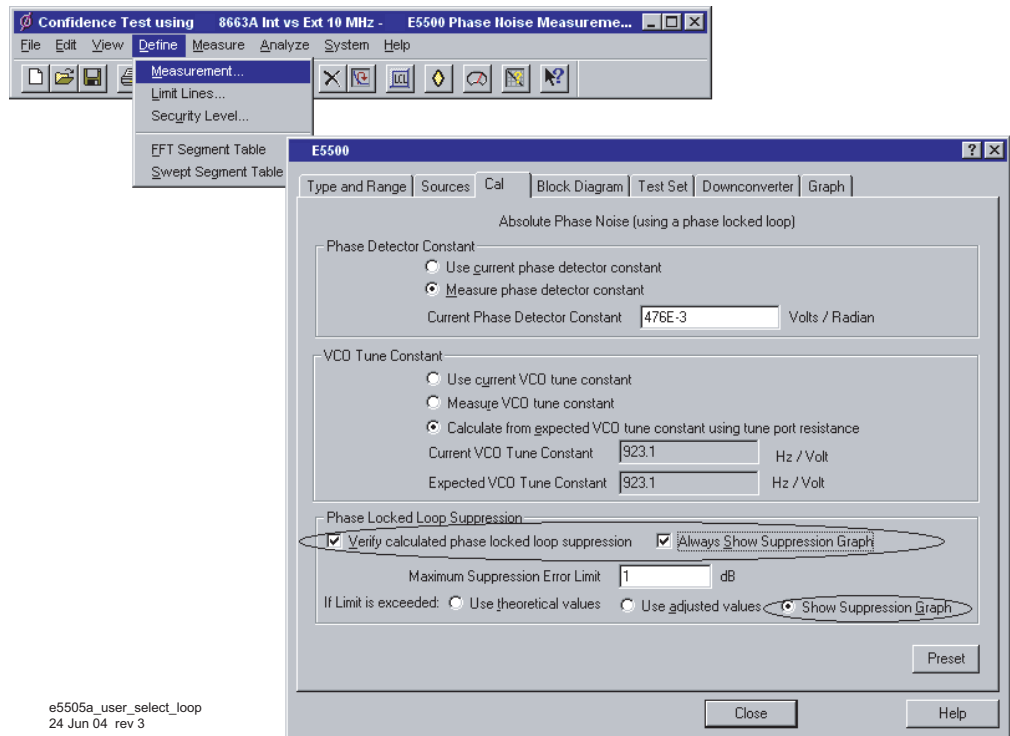 Confidence Test using 8663A Int vs Ext 10 MHz - E5500 Phase Noise Measureme...
File Edit View Define Measure Analyze System Help
Measurement...
Limit Lines...
Security Level...
FFT Segment Table
Swept Segment Table
E5500
Type and Range Sources Cal Block Diagram Test Set Downconverter Graph
Absolute Phase Noise (using a phase locked loop)
Phase Detector Constant
Use current phase detector constant
Measure phase detector constant
Current Phase Detector Constant 476E-3 Volts / Radian
VCO Tune Constant
Use current VCO tune constant
Measure VCO tune constant
Calculate from expected VCO tune constant using tune port resistance
Current VCO Tune Constant 923.1 Hz / Volt
Expected VCO Tune Constant 923.1 Hz / Volt
Phase Locked Loop Suppression
Verify calculated phase locked loop suppression Always Show Suppression Graph
Maximum Suppression Error Limit 1 dB
If Limit is exceeded: Use theoretical values Use adjusted values Show Suppression Graph
Preset
Close Help
e5505a_user_select_loop
24 Jun 04 rev 3